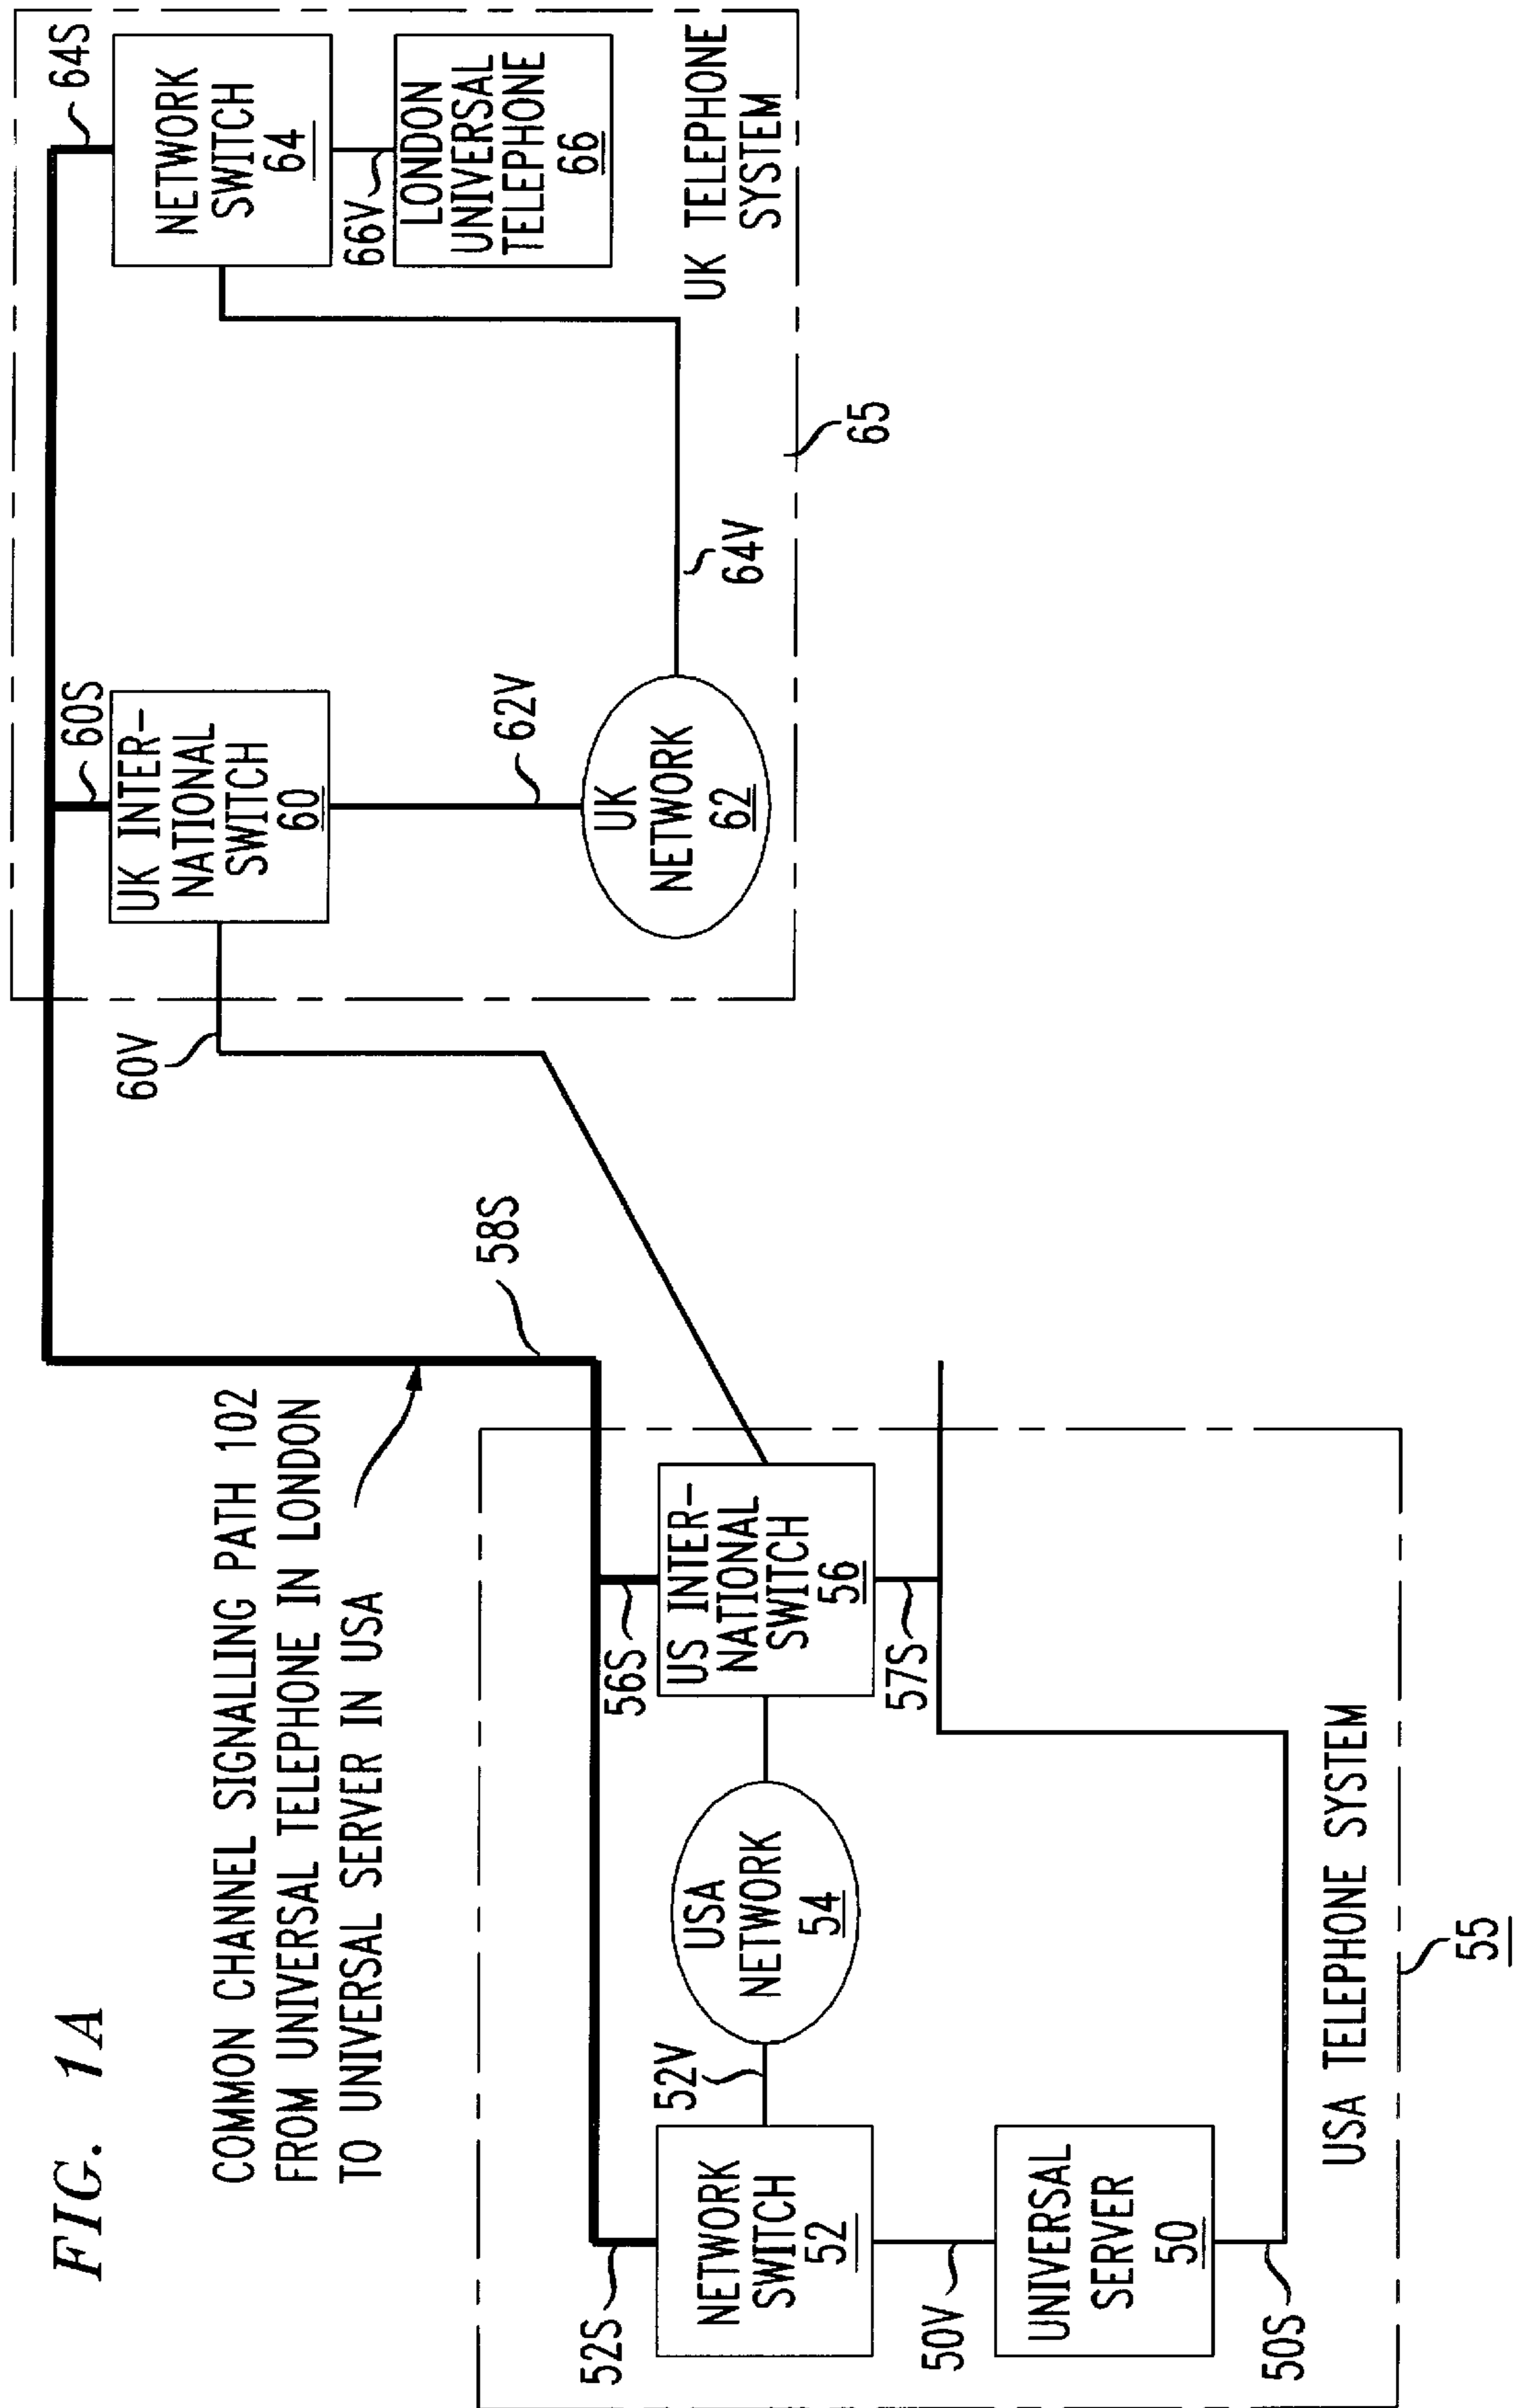 FIG. 1A
COMMON CHANNEL SIGNALLING PATH 102
FROM UNIVERSAL TELEPHONE IN LONDON
TO UNIVERSAL SERVER IN USA
52S
NETWORK
SWITCH
52
50V
UNIVERSAL
SERVER
50
50S
52V
USA
NETWORK
54
56S
US INTER-
NATIONAL
SWITCH
56
57S
USA TELEPHONE SYSTEM
55
58S
60V
60S
UK INTER-
NATIONAL
SWITCH
60
62V
UK
NETWORK
62
64V
65
64S
NETWORK
SWITCH
64
66V
LONDON
UNIVERSAL
TELEPHONE
66
UK TELEPHONE
SYSTEM